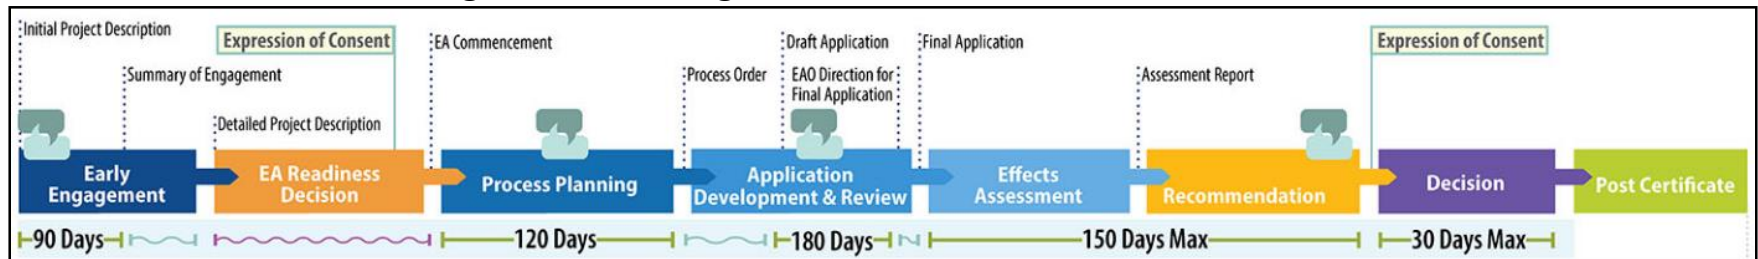 Initial Project Description
Summary of Engagement
Expression of Consent
Detailed Project Description
EA Commencement
Process Order
Draft Application
EAO Direction for
Final Application
Final Application
Assessment Report
Expression of Consent
Early
Engagement
EA Readiness
Decision
Process Planning
Application
Development & Review
Effects
Assessment
Recommendation
Decision
Post Certificate
90 Days
120 Days
180 Days
150 Days Max
30 Days Max